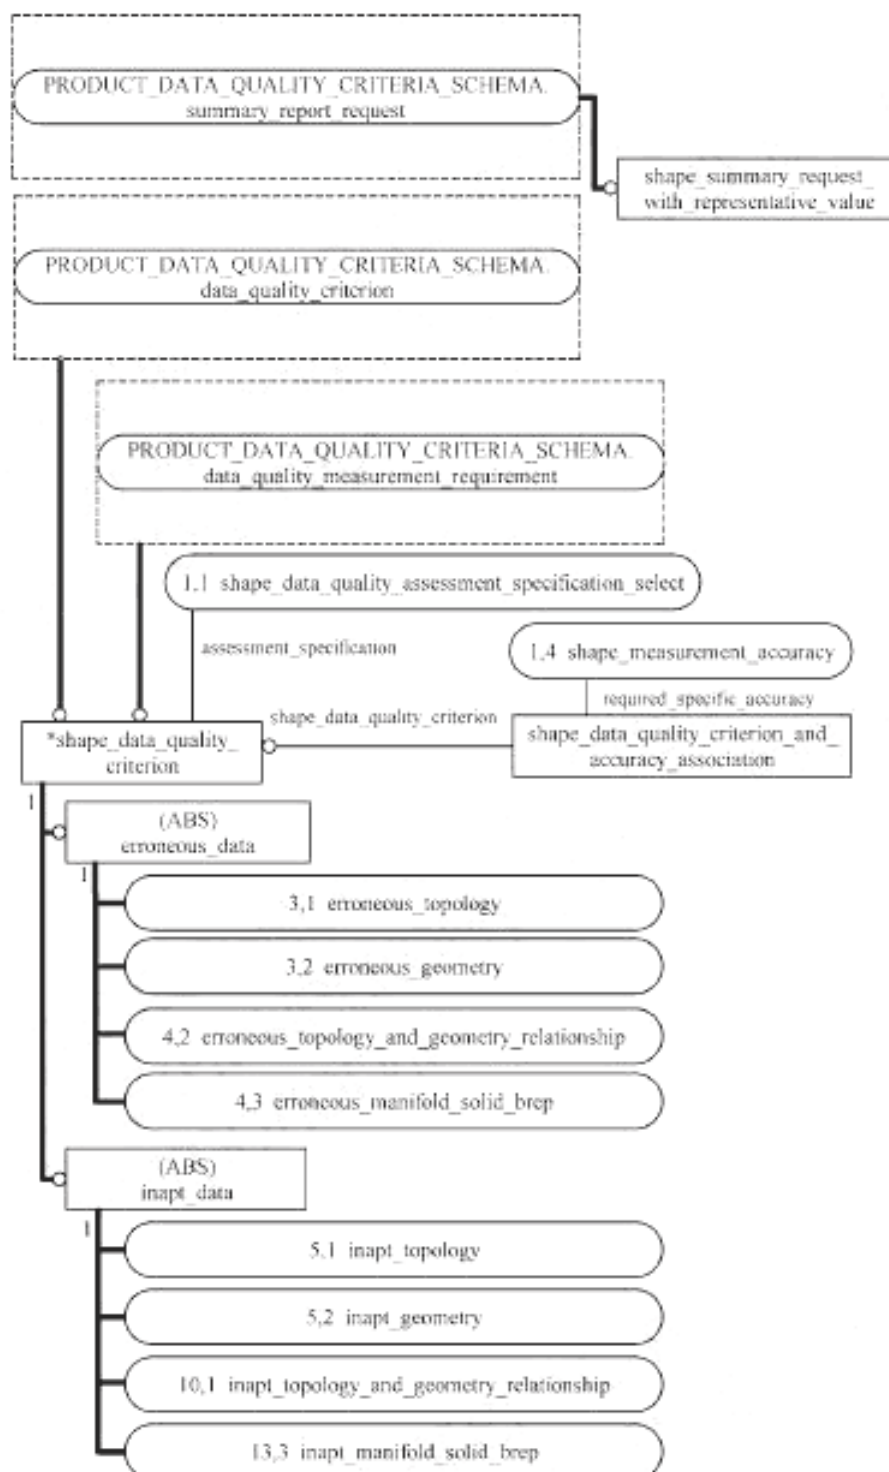 PRODUCT_DATA_QUALITY_CRITERIA_SCHEMA.
summary_report_request
shape_summary_request_
with_representative_value
PRODUCT_DATA_QUALITY_CRITERIA_SCHEMA.
data_quality_criterion
PRODUCT_DATA_QUALITY_CRITERIA_SCHEMA.
data_quality_measurement_requirement
1,1 shape_data_quality_assessment_specification_select
assessment_specification
1,4 shape_measurement_accuracy
required_specific_accuracy
shape_data_quality_criterion
*shape_data_quality_
criterion
shape_data_quality_criterion_and_
accuracy_association
1
(ABS)
erroneous_data
1
3,1 erroneous_topology
3,2 erroneous_geometry
4,2 erroneous_topology_and_geometry_relationship
4,3 erroneous_manifold_solid_brep
(ABS)
inapt_data
1
5,1 inapt_topology
5,2 inapt_geometry
10,1 inapt_topology_and_geometry_relationship
13,3 inapt_manifold_solid_brep